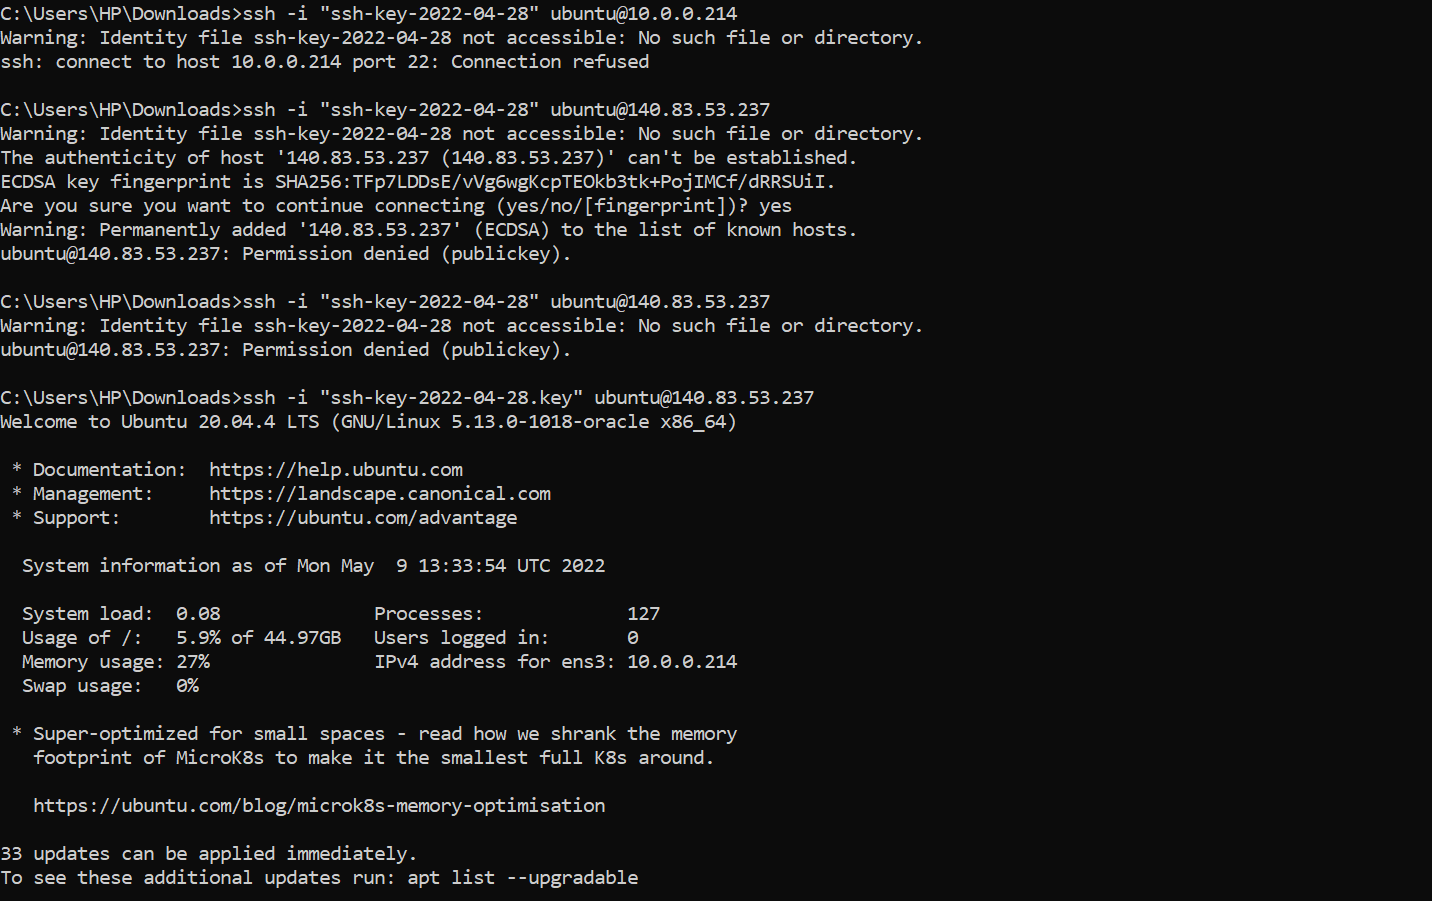 C:\Users\HP\Downloads>ssh -i "ssh-key-2022-04-28" ubuntu@10.0.0.214
Warning: Identity file ssh-key-2022-04-28 not accessible: No such file or directory.
ssh: connect to host 10.0.0.214 port 22: Connection refused
C:\Users\HP\Downloads>ssh -i "ssh-key-2022-04-28" ubuntu@140.83.53.237
Warning: Identity file ssh-key-2022-04-28 not accessible: No such file or directory.
The authenticity of host '140.83.53.237 (140.83.53.237)' can't be established.
ECDSA key fingerprint is SHA256:TFp7LDDsE/vVg6wgKcpTEOkb3tk+PojIMCf/dRRSUiI.
Are you sure you want to continue connecting (yes/no/[fingerprint])? yes
Warning: Permanently added '140.83.53.237' (ECDSA) to the list of known hosts.
ubuntu@140.83.53.237: Permission denied (publickey).
C:\Users\HP\Downloads>ssh -i "ssh-key-2022-04-28" ubuntu@140.83.53.237
Warning: Identity file ssh-key-2022-04-28 not accessible: No such file or directory.
ubuntu@140.83.53.237: Permission denied (publickey).
C:\Users\HP\Downloads>ssh -i "ssh-key-2022-04-28.key" ubuntu@140.83.53.237
Welcome to Ubuntu 20.04.4 LTS (GNU/Linux 5.13.0-1018-oracle x86_64)
* Documentation:  https://help.ubuntu.com
* Management:     https://landscape.canonical.com
* Support:        https://ubuntu.com/advantage
System information as of Mon May  9 13:33:54 UTC 2022
System load:  0.08              Processes:             127
Usage of /:   5.9% of 44.97GB   Users logged in:       0
Memory usage: 27%               IPv4 address for ens3: 10.0.0.214
Swap usage:   0%
* Super-optimized for small spaces - read how we shrank the memory
footprint of MicroK8s to make it the smallest full K8s around.
https://ubuntu.com/blog/microk8s-memory-optimisation
33 updates can be applied immediately.
To see these additional updates run: apt list --upgradable